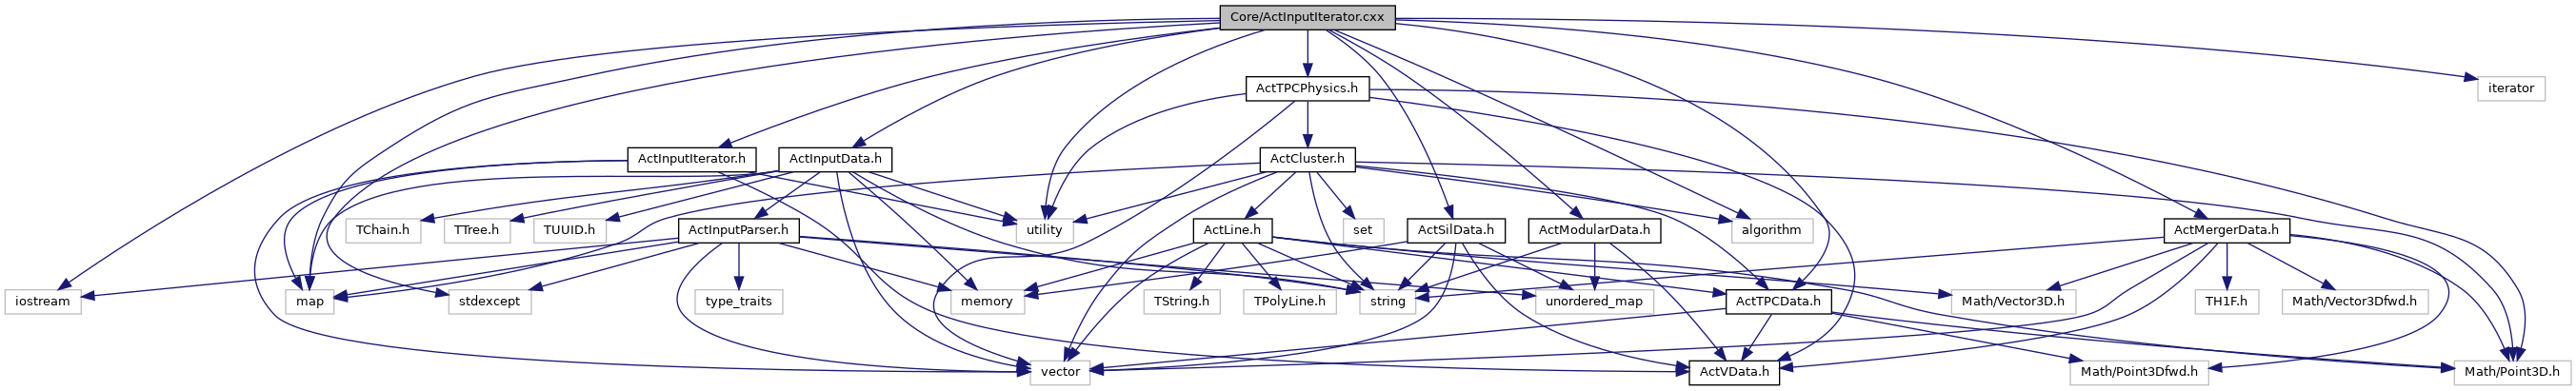 Core/ActInputIterator.cxx
ActTPCPhysics.h
iterator
ActInputIterator.h
ActInputData.h
ActCluster.h
TChain.h
TTree.h
TUUID.h
ActInputParser.h
utility
ActLine.h
set
ActSilData.h
ActModularData.h
algorithm
ActMergerData.h
iostream
map
stdexcept
type_traits
memory
TString.h
TPolyLine.h
string
unordered_map
ActTPCData.h
Math/Vector3D.h
TH1F.h
Math/Vector3Dfwd.h
vector
ActVData.h
Math/Point3Dfwd.h
Math/Point3D.h